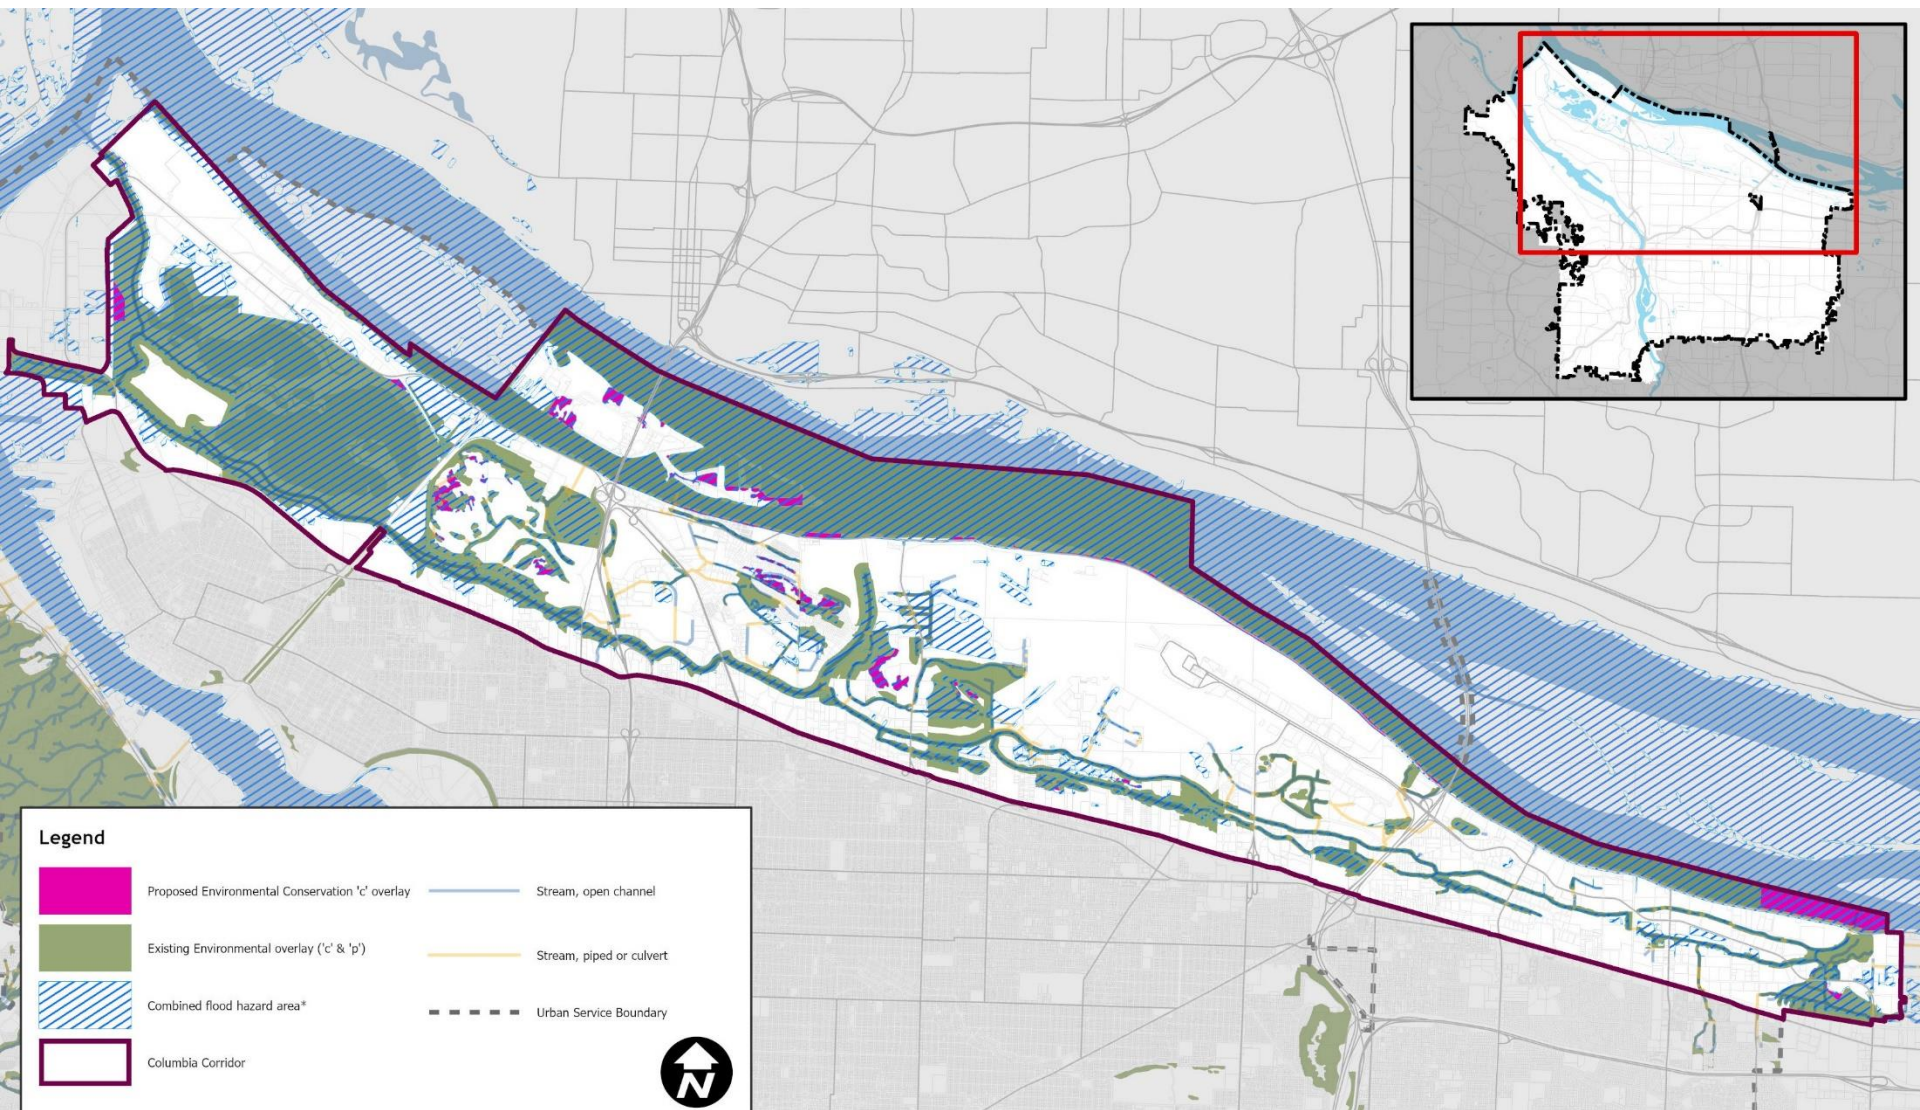 Legend
Proposed Environmental Conservation 'c' overlay
Existing Environmental overlay ('c' & 'p')
Combined flood hazard area*
Columbia Corridor
Stream, open channel
Stream, piped or culvert
Urban Service Boundary
N